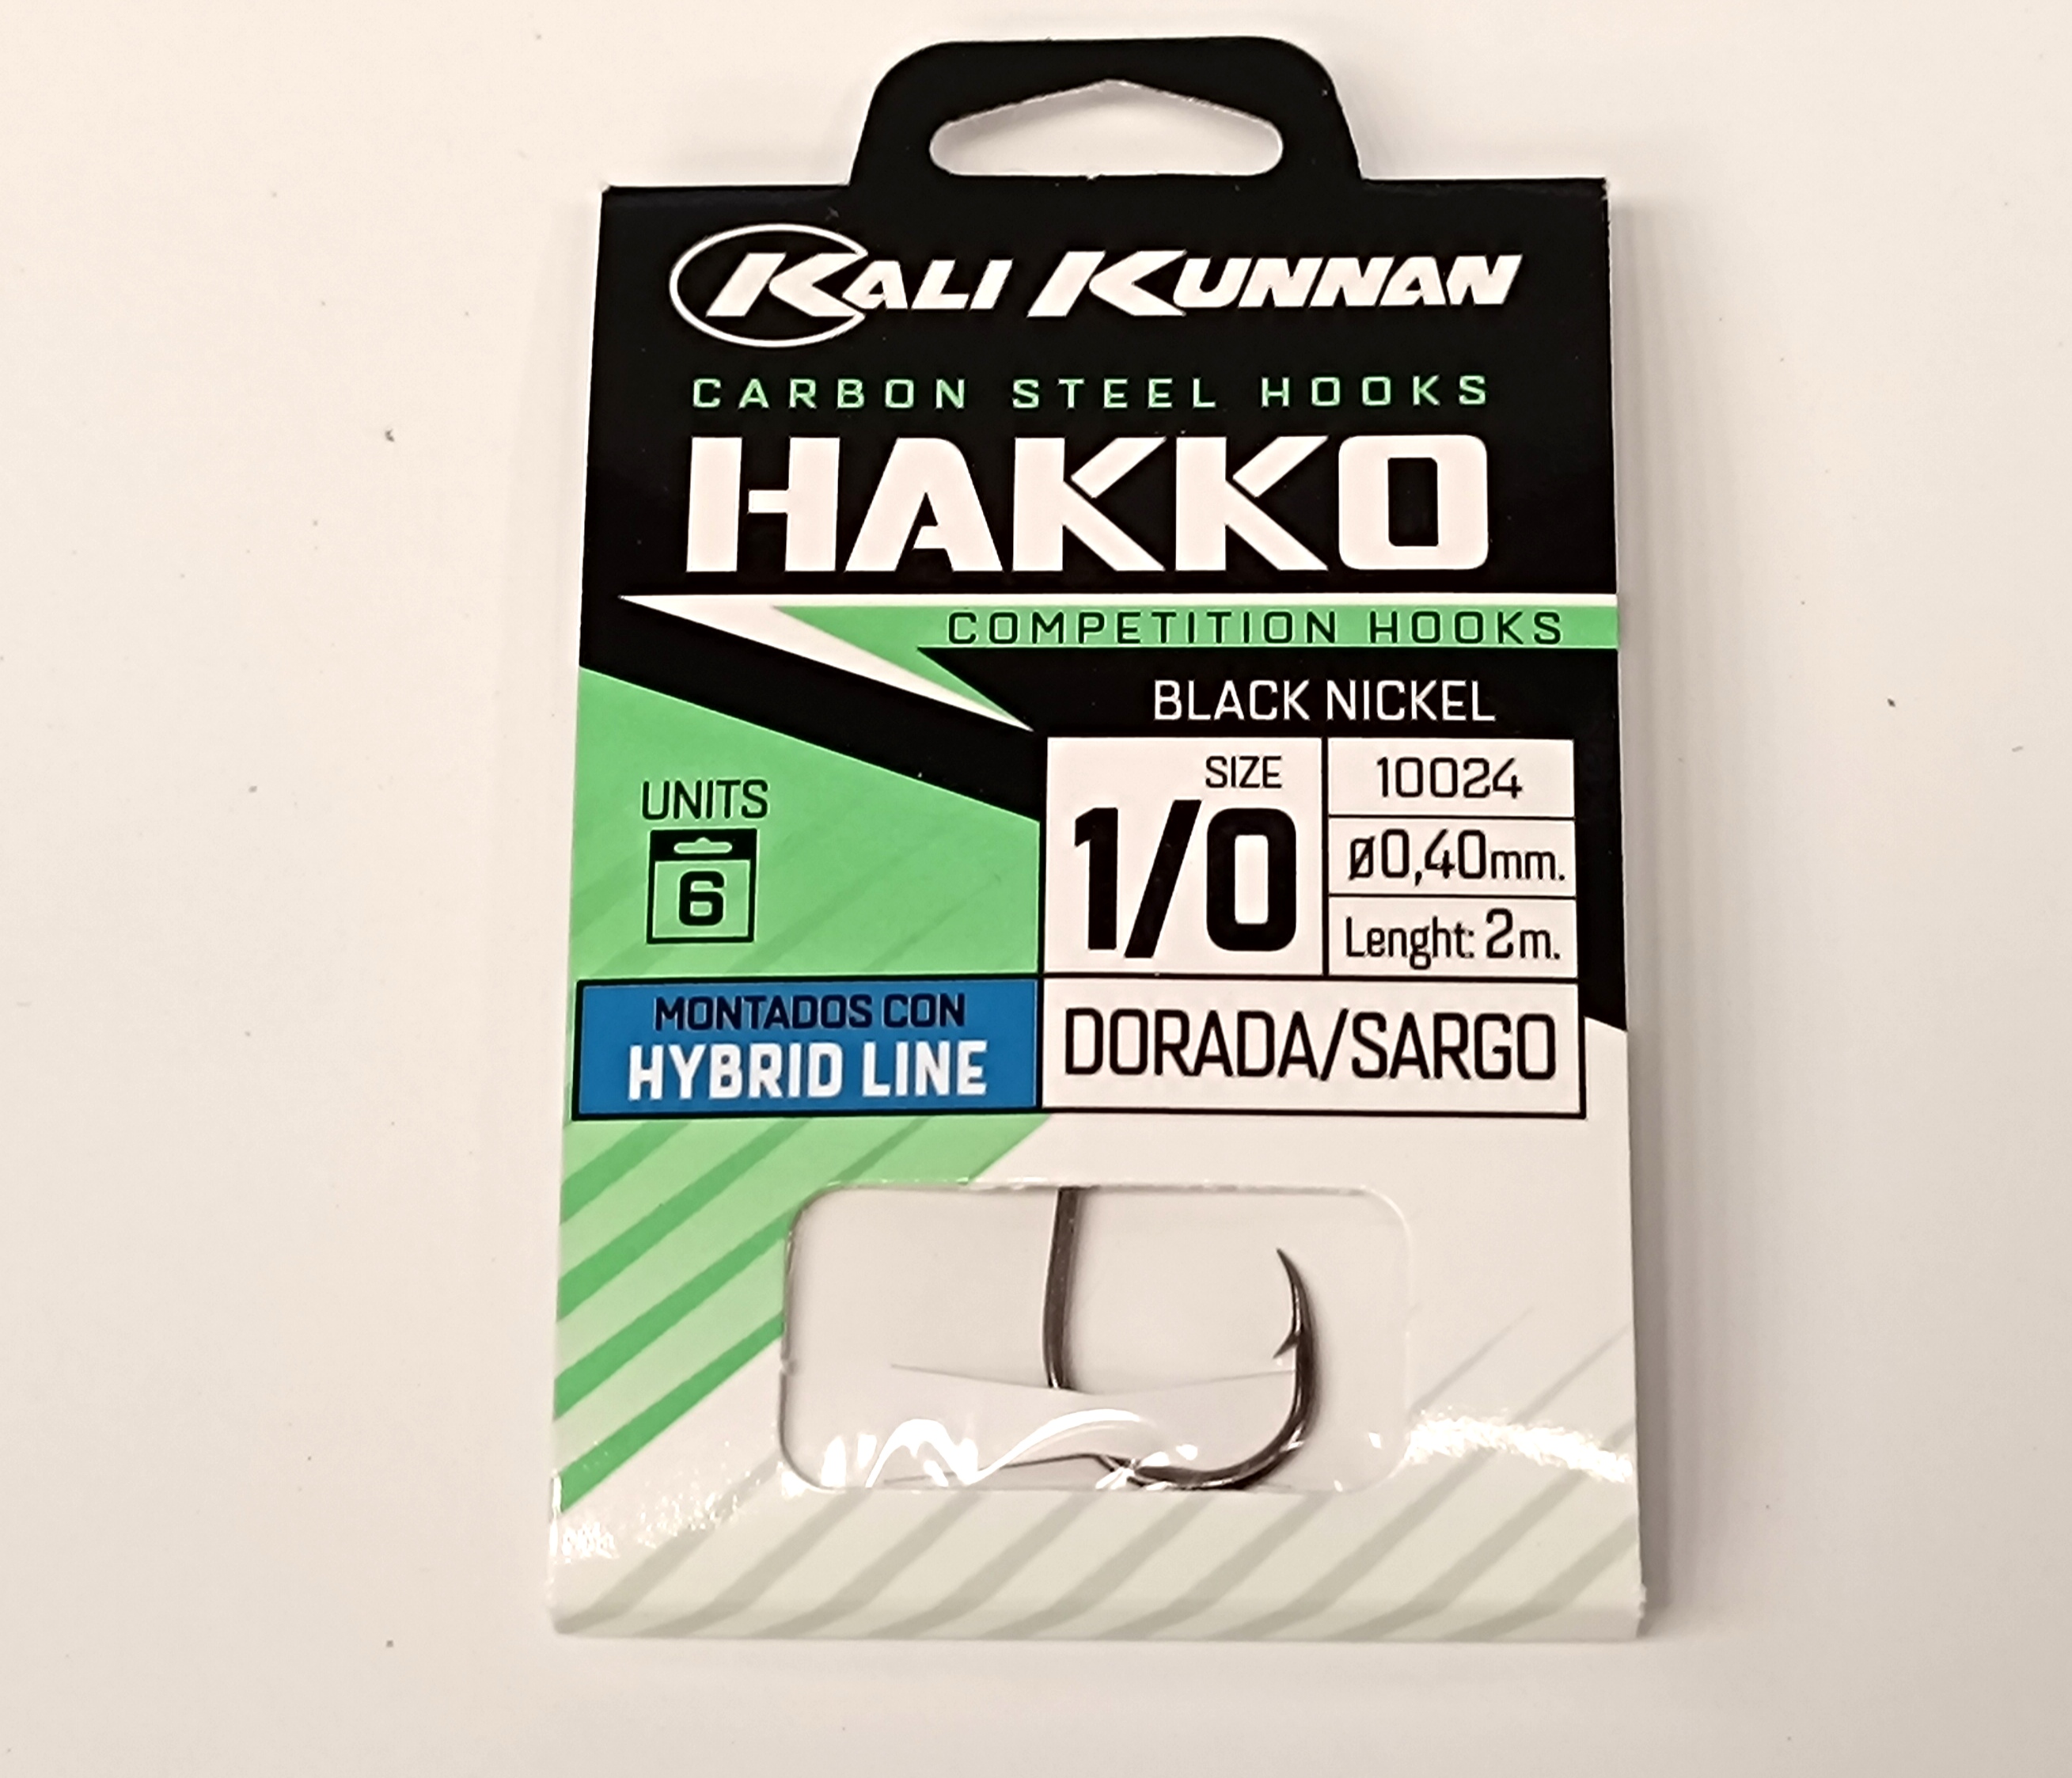 KALI KUNNAN
CARBON STEEL HOOKS
HAKKO
COMPETITION HOOKS
BLACK NICKEL
UNITS
6
SIZE
1/0
10024
Ø0,40mm.
Lenght: 2m.
MONTADOS CON
HYBRID LINE
DORADA/SARGO